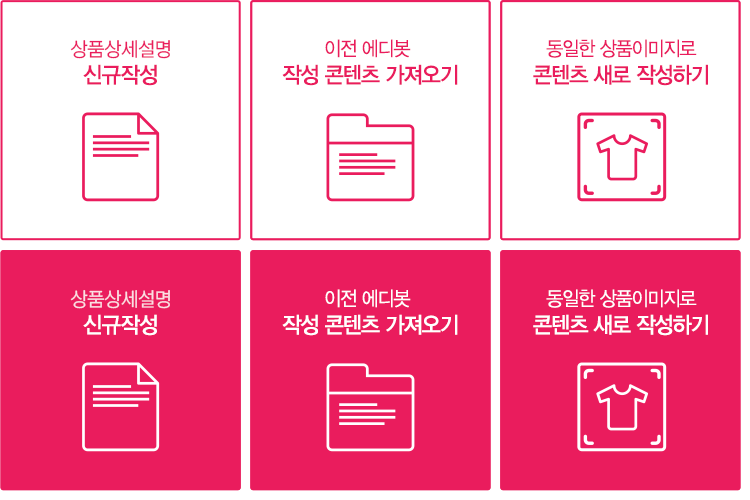 상품상세설명
신규작성
이전 에디봇
작성 콘텐츠 가져오기
동일한 상품이미지로
콘텐츠 새로 작성하기
상품상세설명
신규작성
이전 에디봇
작성 콘텐츠 가져오기
동일한 상품이미지로
콘텐츠 새로 작성하기